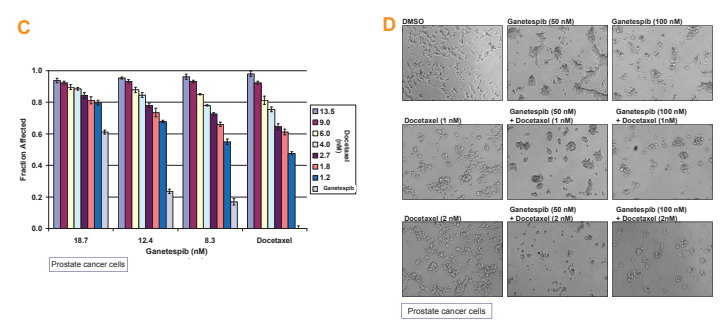 C
1.0
0.8
0.6
0.4
0.2
0.0
Fraction Affected
18.7 12.4 8.3 Docetaxel
Ganetespib (nM)
Docetaxel
(nM)
13.5
9.0
6.0
4.0
2.7
1.8
1.2
Ganetespib
Prostate cancer cells
D
DMSO
Ganetespib (50 nM)
Ganetespib (100 nM)
Docetaxel (1 nM)
Ganetespib (50 nM)
+ Docetaxel (1 nM)
Ganetespib (100 nM)
+ Docetaxel (1nM)
Docetaxel (2 nM)
Ganetespib (50 nM)
+ Docetaxel (2 nM)
Ganetespib (100 nM)
+ Docetaxel (2nM)
Prostate cancer cells